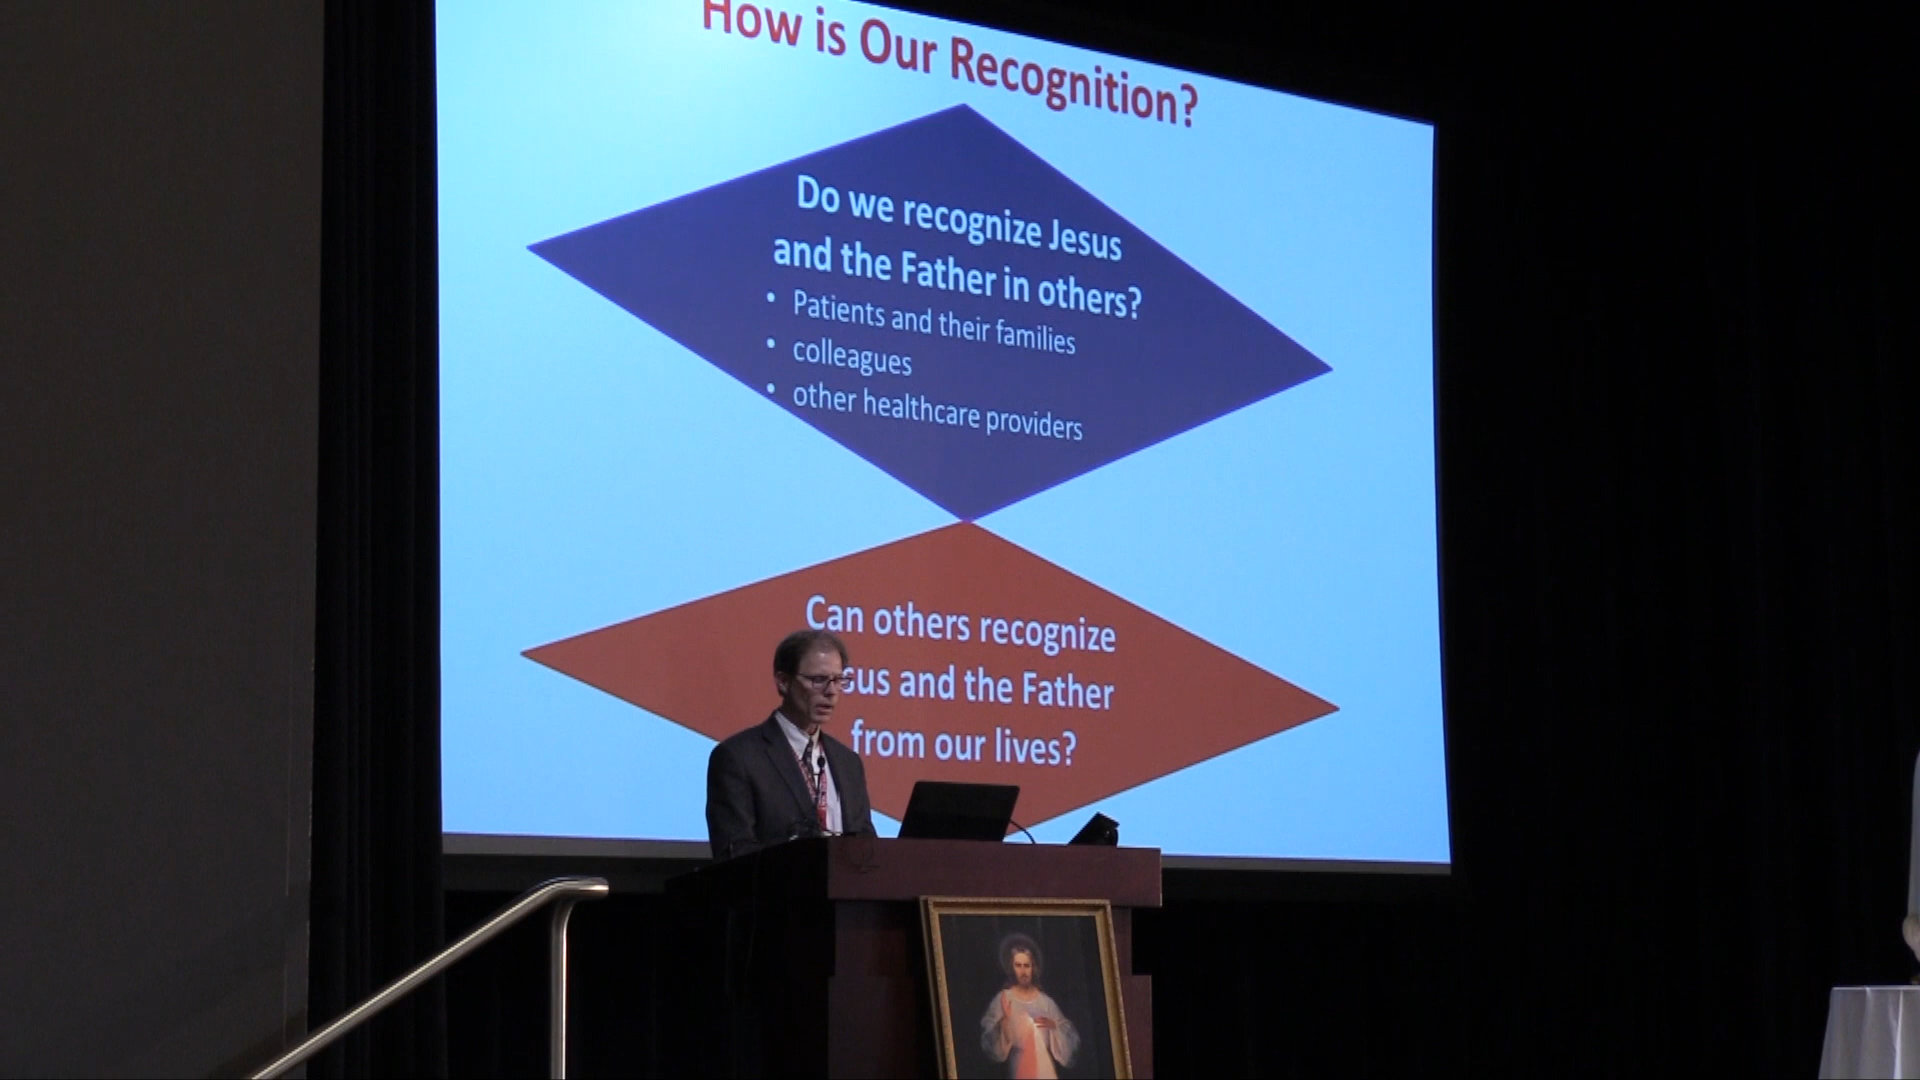 How is Our Recognition?
Do we recognize Jesus
and the Father in others?
• Patients and their families
• colleagues
• other healthcare providers
Can others recognize
sus and the Father
from our lives?